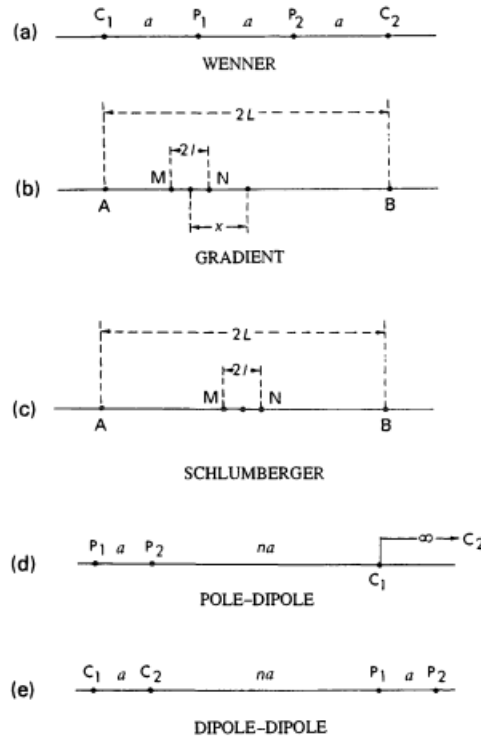 (a) C1 a P1 a P2 a C2
WENNER
2L
2l
M N
(b)
A B
x
GRADIENT
2L
2l
M N
(c)
A B
SCHLUMBERGER
∞ C2
P1 a P2 na
(d)
C1
POLE–DIPOLE
C1 a C2 na P1 a P2
(e)
DIPOLE–DIPOLE